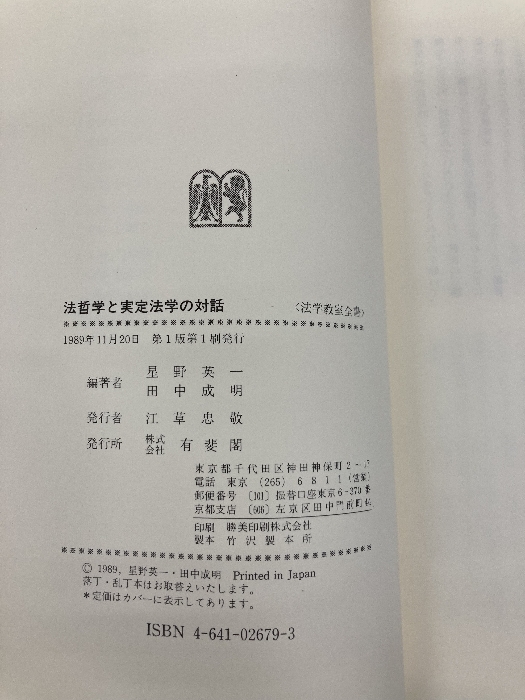 法哲学と実定法学の対話 〈法学教室全書〉
1989年11月20日 第1版第1刷発行
編著者 星野英一
田中成明
発行者 江草忠敬
発行所 株式会社 有斐閣
東京都千代田区神田神保町2-17
電話 東京 (265) 6811 (営業)
郵便番号 〔101〕 振替口座東京6-370番
京都支店 〔606〕 左京区田中門前町44
印刷 勝美印刷株式会社
製本 竹沢製本所
© 1989, 星野英一・田中成明 Printed in Japan
落丁・乱丁本はお取替えいたします。
*定価はカバーに表示してあります。
ISBN 4-641-02679-3